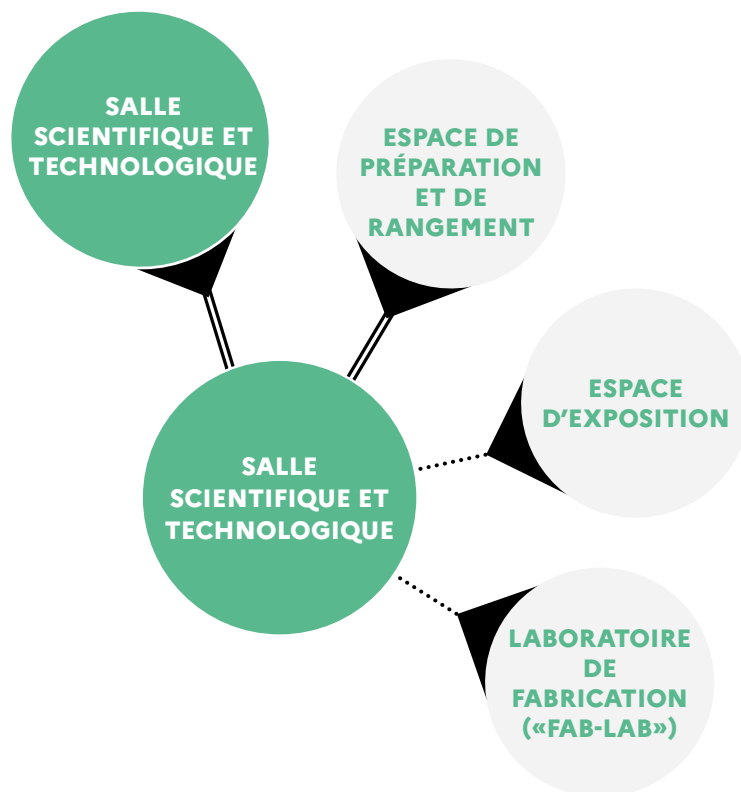 SALLE
SCIENTIFIQUE ET
TECHNOLOGIQUE
ESPACE DE
PRÉPARATION
ET DE
RANGEMENT
ESPACE
D’EXPOSITION
SALLE
SCIENTIFIQUE ET
TECHNOLOGIQUE
LABORATOIRE
DE
FABRICATION
(«FAB-LAB»)